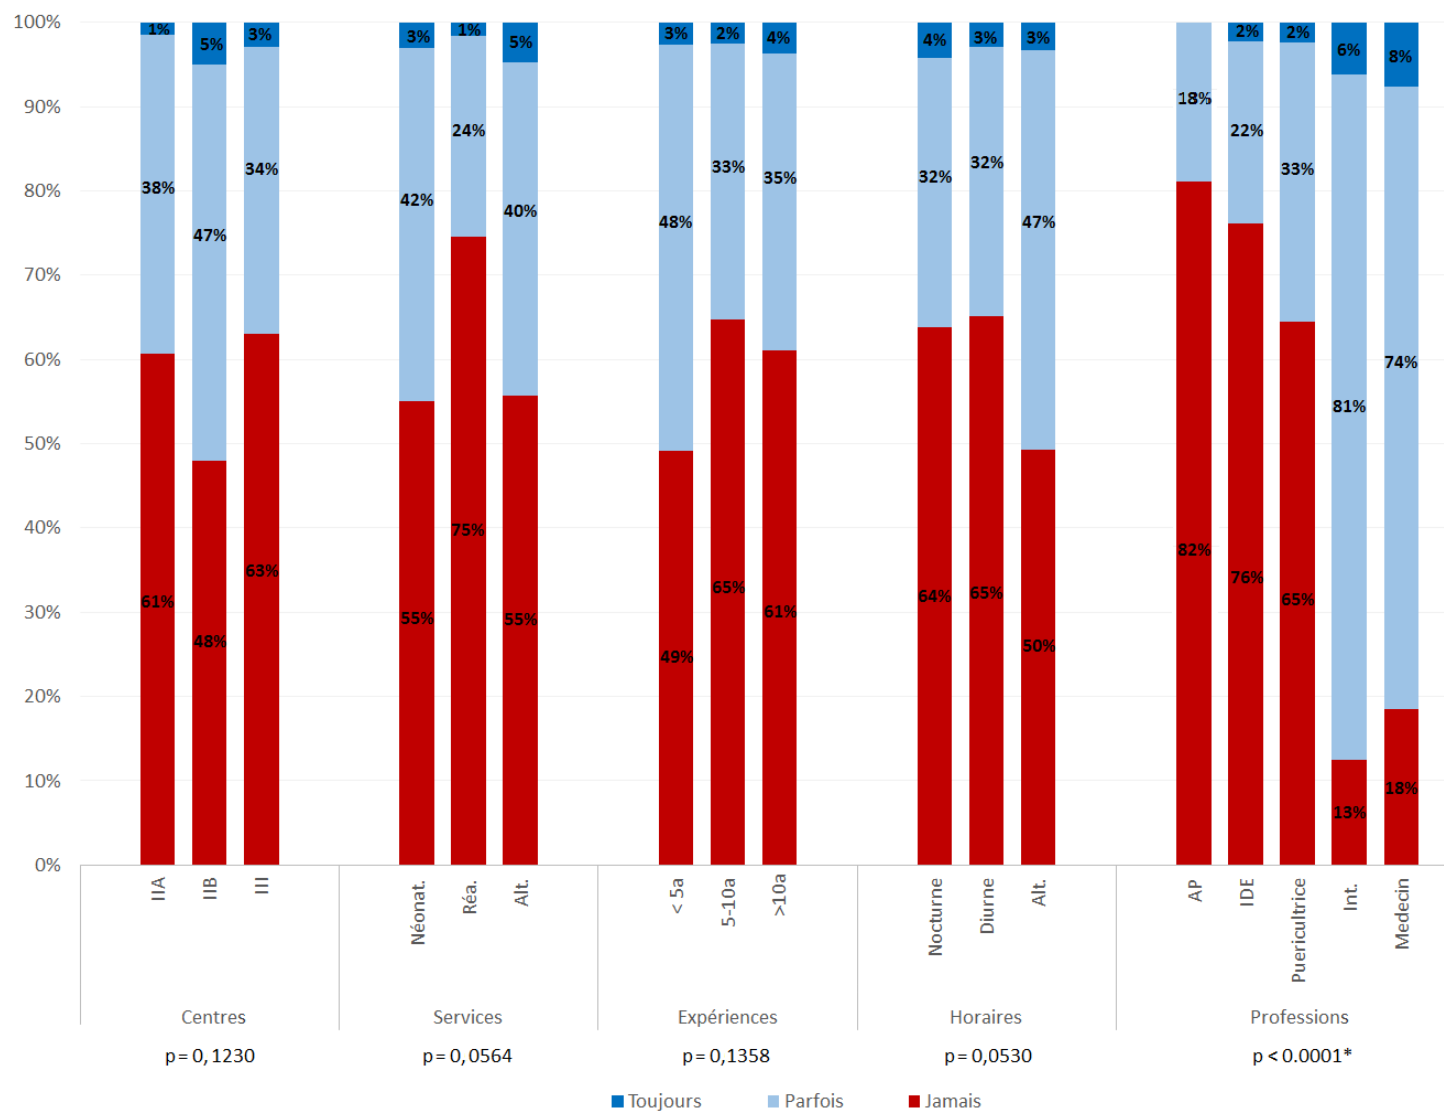 100%
1%
5%
3%
3%
1%
5%
3%
2%
4%
4%
3%
3%
2%
2%
6%
8%
90%
38%
47%
34%
42%
24%
40%
48%
33%
35%
32%
32%
47%
22%
33%
81%
74%
80%
70%
60%
50%
40%
30%
20%
10%
0%
61%
48%
63%
55%
75%
55%
49%
65%
61%
64%
65%
50%
82%
76%
65%
13%
18%
IIA
IIB
III
Néonat.
Réa.
Alt.
< 5a
5-10a
>10a
Nocturne
Diurne
Alt.
AP
IDE
Puericultrice
Int.
Medecin
Centres
Services
Expériences
Horaires
Professions
p = 0,1230
p = 0,0564
p = 0,1358
p = 0,0530
p < 0.0001*
Toujours
Parfois
Jamais